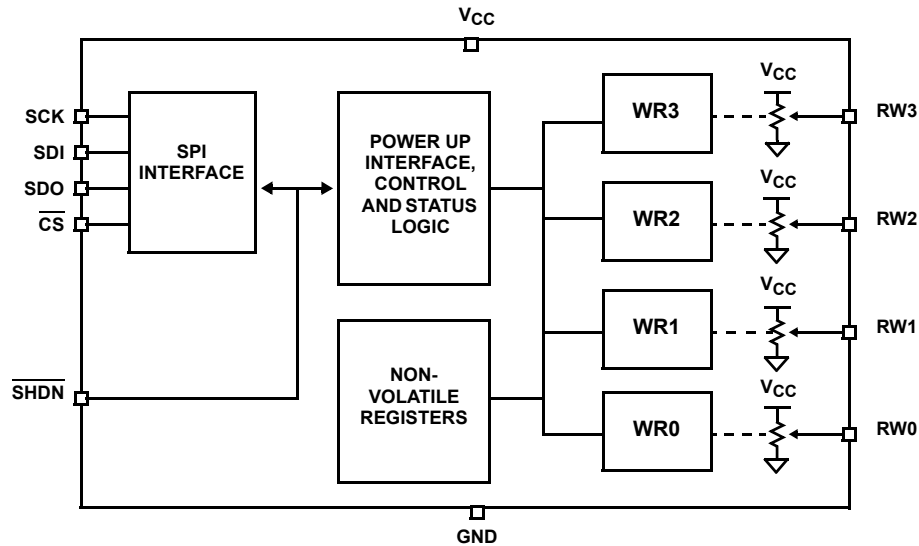 VCC
SCK
SDI
SDO
CS
SHDN
SPI
INTERFACE
POWER UP
INTERFACE,
CONTROL
AND STATUS
LOGIC
NON-
VOLATILE
REGISTERS
WR3
VCC
RW3
WR2
VCC
RW2
WR1
VCC
RW1
WR0
VCC
RW0
GND